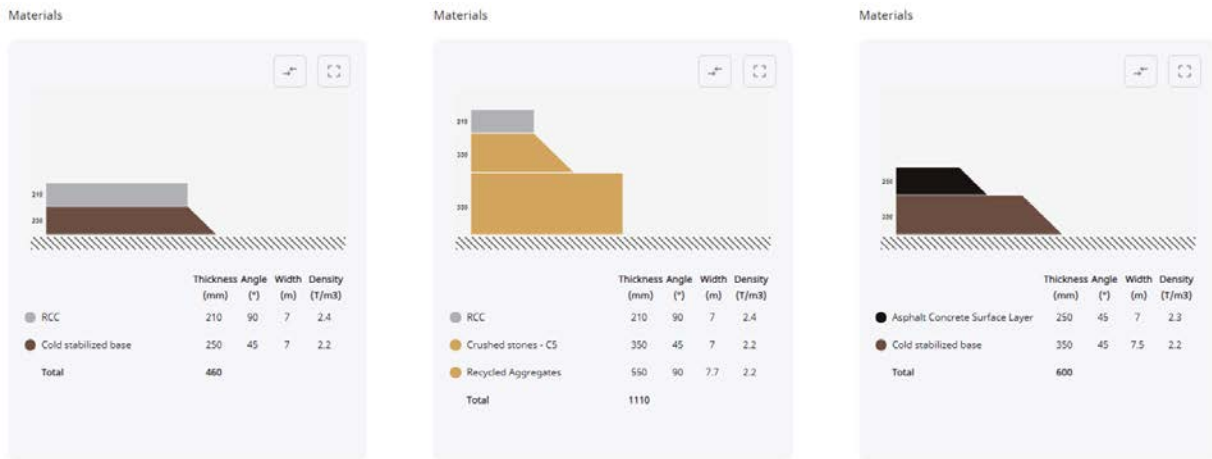 Materials
210
250
Thickness Angle Width Density
(mm) (°) (m) (T/m3)
RCC 210 90 7 2.4
Cold stabilized base 250 45 7 2.2
Total 460
Materials
210
350
550
Thickness Angle Width Density
(mm) (°) (m) (T/m3)
RCC 210 90 7 2.4
Crushed stones - C5 350 45 7 2.2
Recycled Aggregates 550 90 7.7 2.2
Total 1110
Materials
250
350
Thickness Angle Width Density
(mm) (°) (m) (T/m3)
Asphalt Concrete Surface Layer 250 45 7 2.3
Cold stabilized base 350 45 7.5 2.2
Total 600